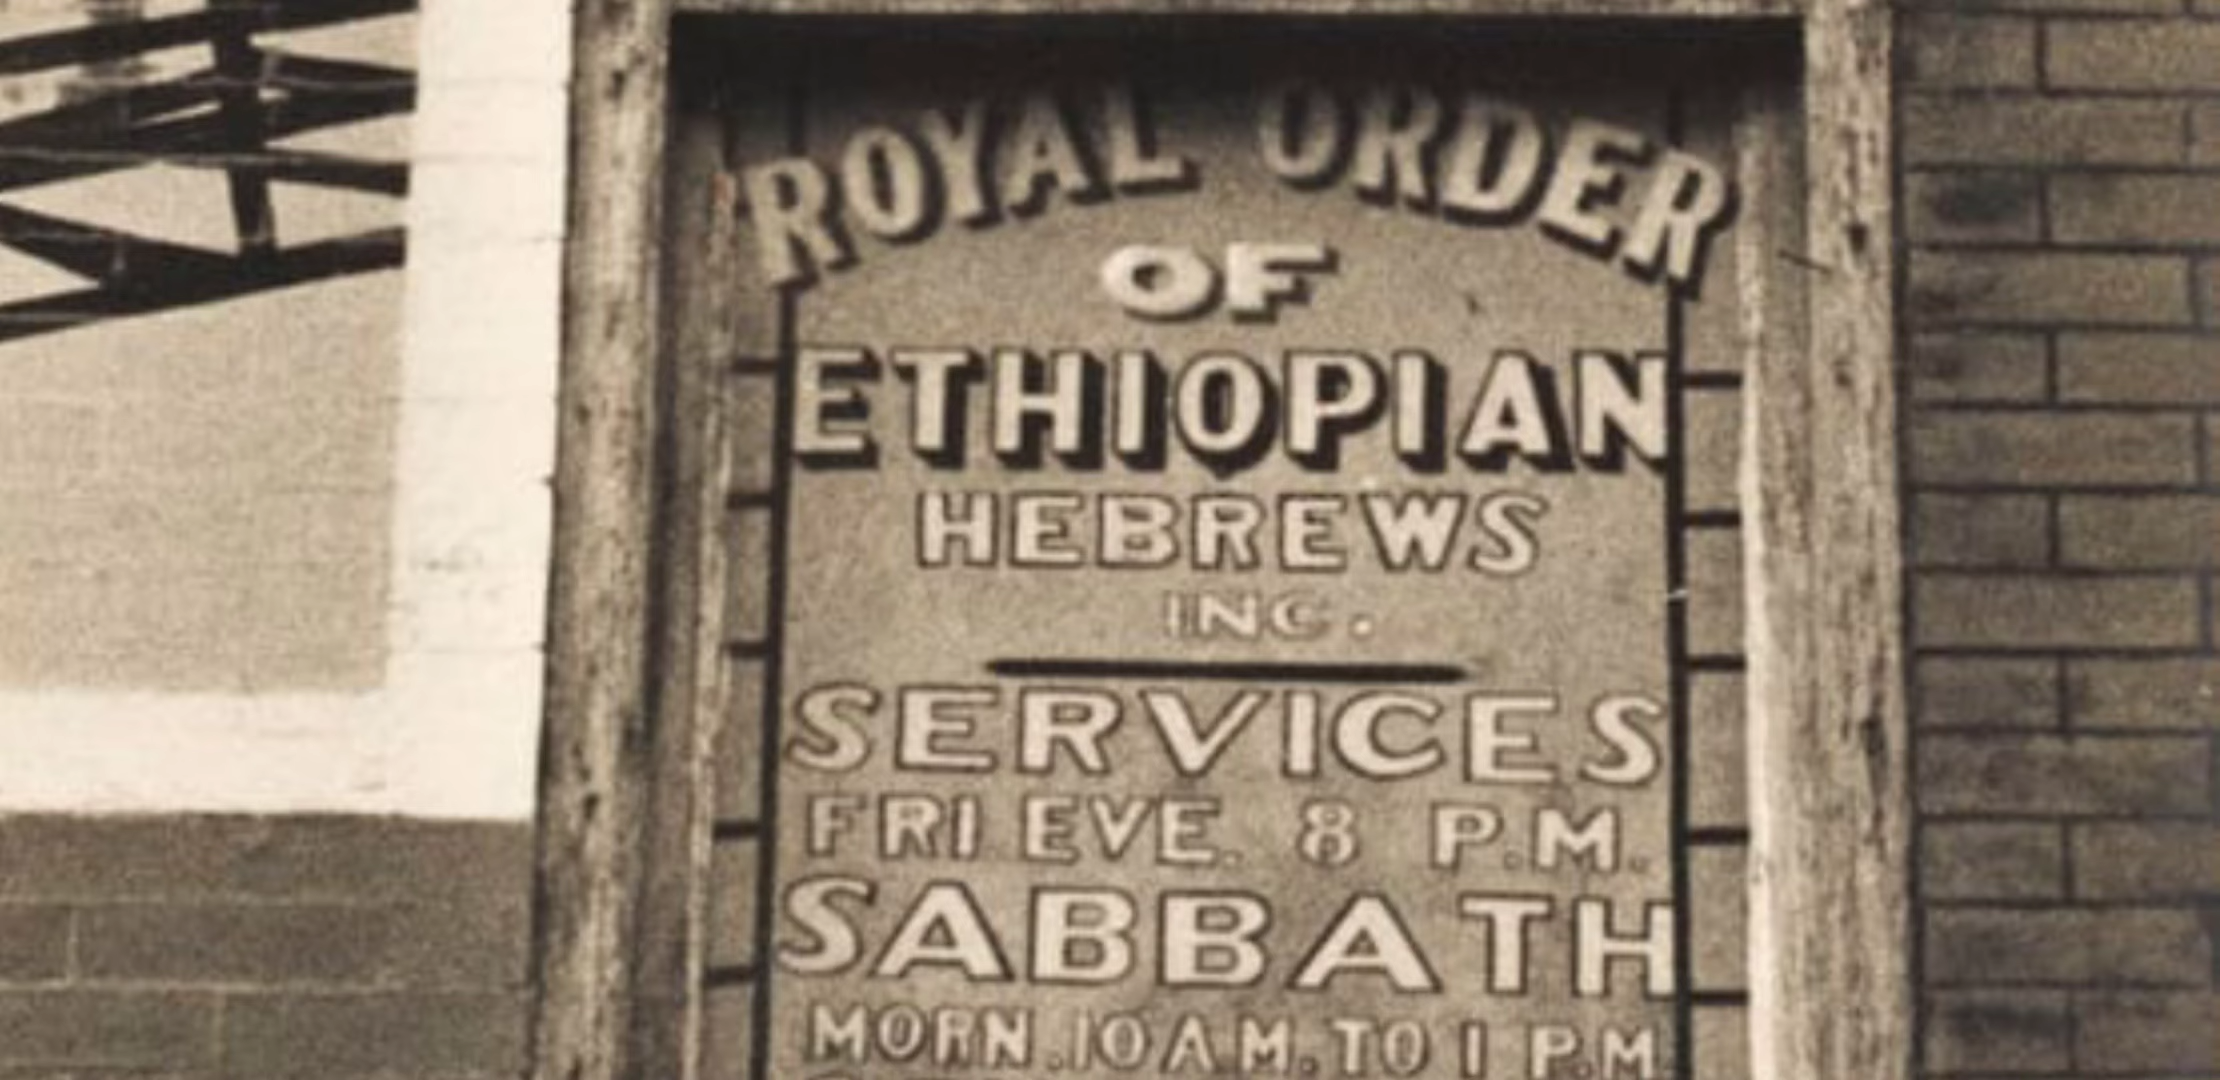 ROYAL ORDER
OF
ETHIOPIAN
HEBREWS
INC.
SERVICES
FRI EVE. 8 P.M.
SABBATH
MORN. 10 A.M. TO 1 P.M.